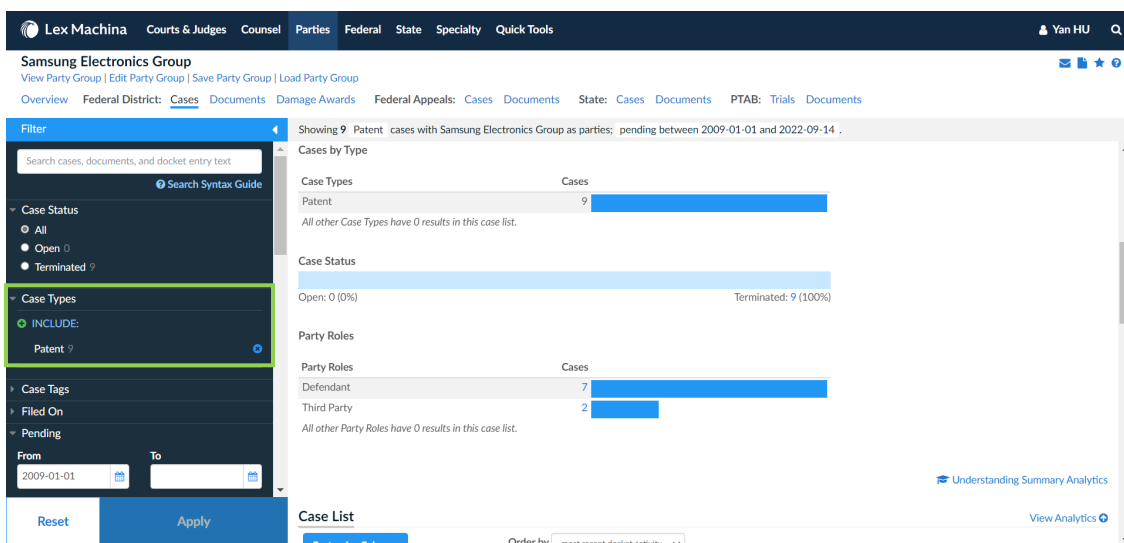 Lex Machina Courts & Judges Counsel Parties Federal State Specialty Quick Tools Yan HU
Samsung Electronics Group
View Party Group | Edit Party Group | Save Party Group | Load Party Group
Overview Federal District: Cases Documents Damage Awards Federal Appeals: Cases Documents State: Cases Documents PTAB: Trials Documents
Filter
Search cases, documents, and docket entry text
Search Syntax Guide
Case Status
All
Open 0
Terminated 9
Case Types
INCLUDE:
Patent 9
Case Tags
Filed On
Pending
From To
2009-01-01
Reset Apply
Showing 9 Patent cases with Samsung Electronics Group as parties; pending between 2009-01-01 and 2022-09-14 .
Cases by Type
Case Types Cases
Patent 9
All other Case Types have 0 results in this case list.
Case Status
Open: 0 (0%) Terminated: 9 (100%)
Party Roles
Party Roles Cases
Defendant 7
Third Party 2
All other Party Roles have 0 results in this case list.
Understanding Summary Analytics
Case List View Analytics
Order by most recent docket activity